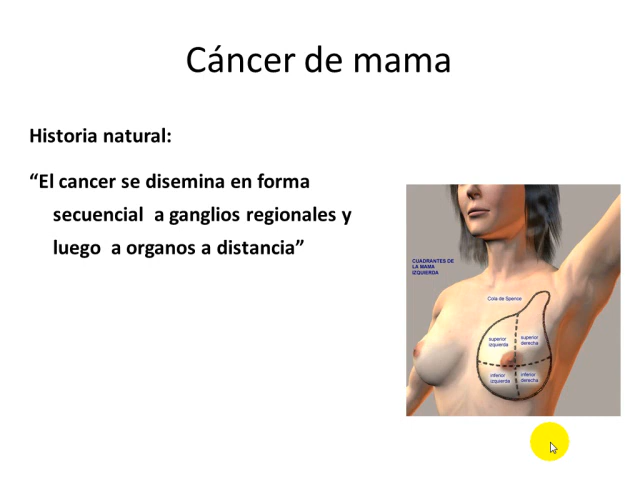 Cáncer de mama
Historia natural:
“El cancer se disemina en forma
secuencial a ganglios regionales y
luego a organos a distancia”
CUADRANTES DE
LA MAMA
IZQUIERDA
Cola de Spence
superior
izquierda
superior
derecha
inferior
izquierda
inferior
derecha